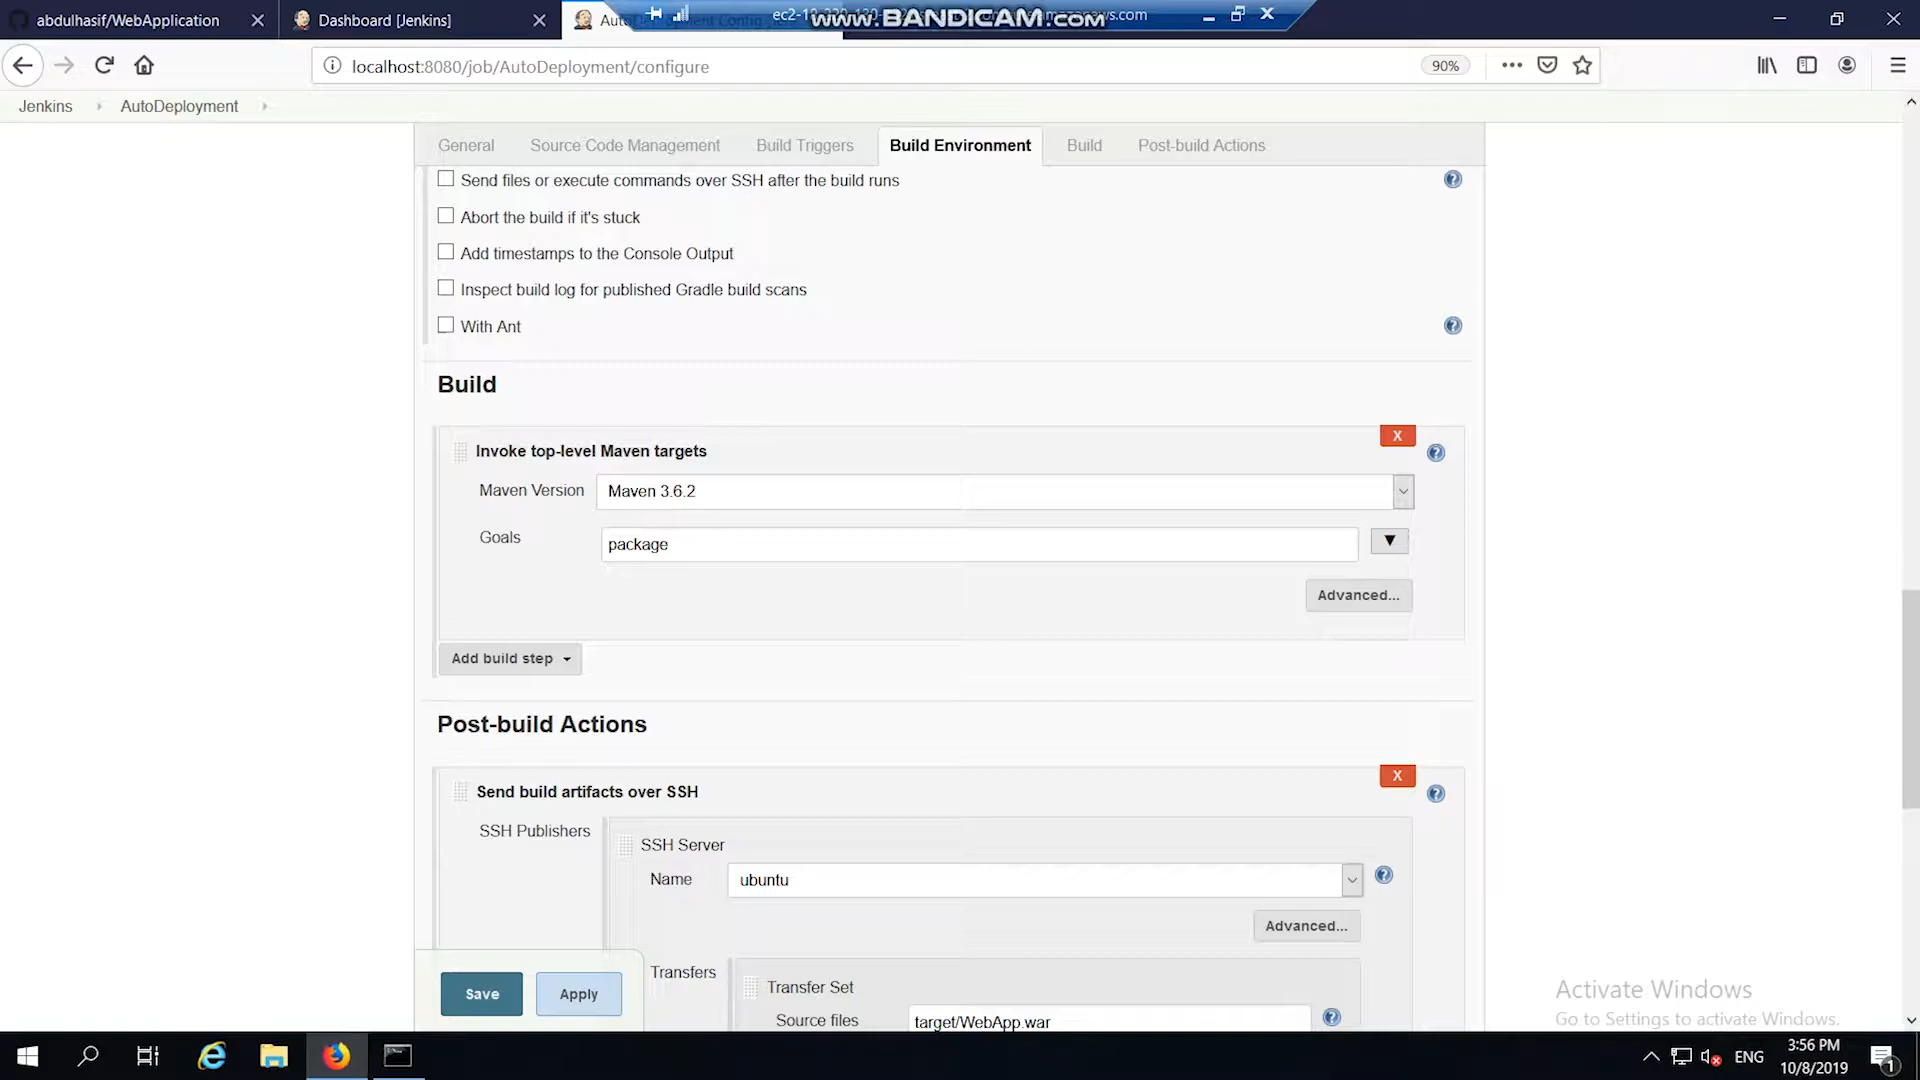 abdulhasif/WebApplication
Dashboard [Jenkins]
www.BANDICAM.com
localhost:8080/job/AutoDeployment/configure
90%
Jenkins
AutoDeployment
General
Source Code Management
Build Triggers
Build Environment
Build
Post-build Actions
Send files or execute commands over SSH after the build runs
Abort the build if it's stuck
Add timestamps to the Console Output
Inspect build log for published Gradle build scans
With Ant
Build
Invoke top-level Maven targets
X
Maven Version
Maven 3.6.2
Goals
package
Advanced...
Add build step
Post-build Actions
Send build artifacts over SSH
X
SSH Publishers
SSH Server
Name
ubuntu
Advanced...
Transfers
Transfer Set
Source files
target/WebApp.war
Save
Apply
Activate Windows
Go to Settings to activate Windows.
ENG
3:56 PM
10/8/2019
1